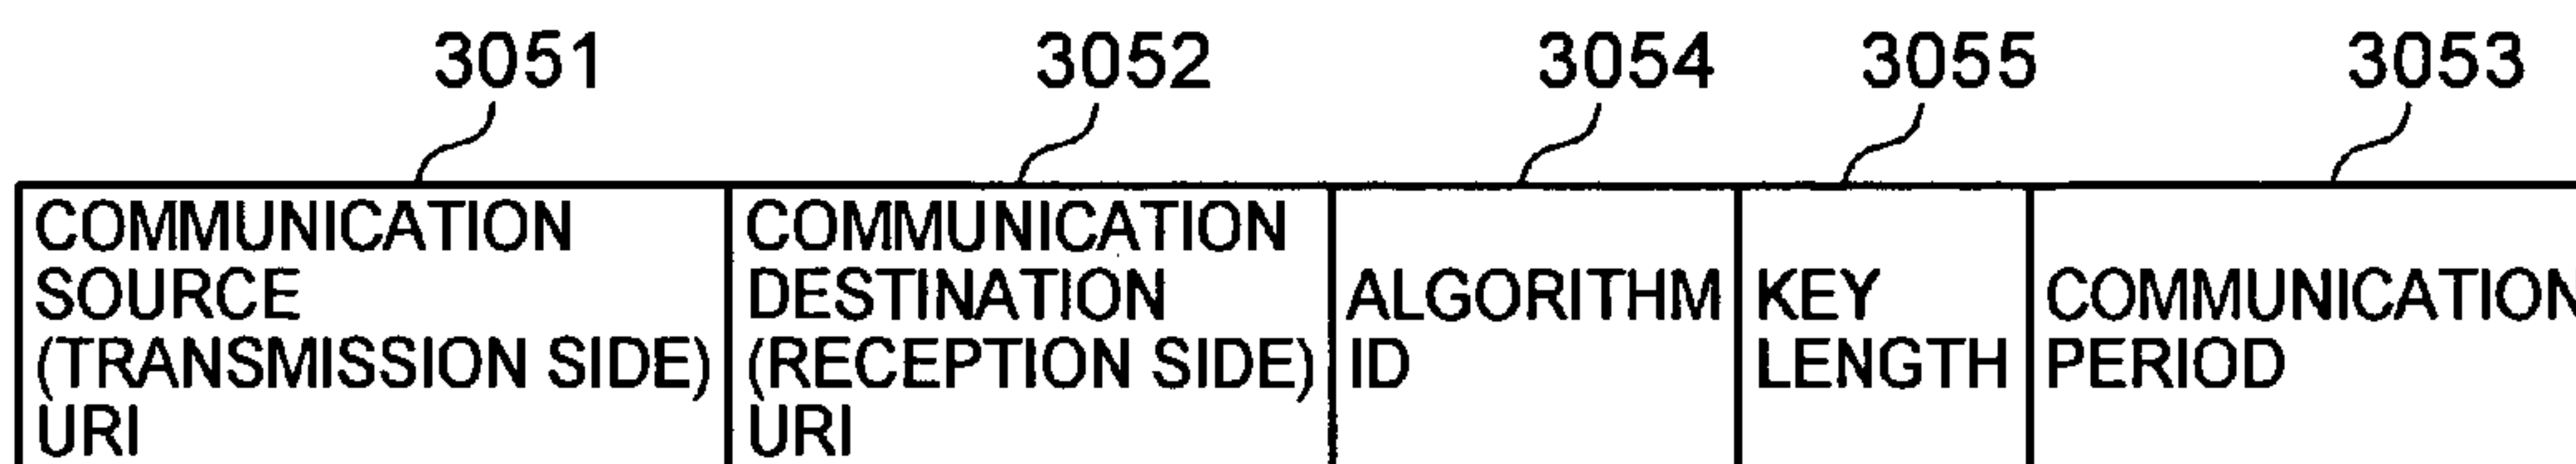 3051 3052 3054 3055 3053
COMMUNICATION
SOURCE
(TRANSMISSION SIDE)
URI
COMMUNICATION
DESTINATION
(RECEPTION SIDE)
URI
ALGORITHM
ID
KEY
LENGTH
COMMUNICATION
PERIOD